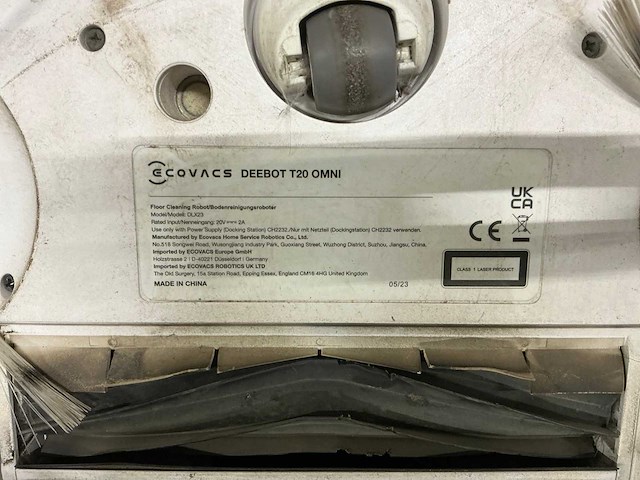 ECOVACS DEEBOT T20 OMNI
Floor Cleaning Robot/Bodenreinigungsroboter
Model/Modell: DLX23
Rated Input/Nenneingang: 20V⎓ 2A
Use only with Power Supply (Docking Station) CH2232./Nur mit Netzteil (Dockingstation) CH2232 verwenden.
Manufactured by Ecovacs Home Service Robotics Co., Ltd.
No.518 Songwei Road, Wusongjiang Industry Park, Guoxiang Street, Wuzhong District, Suzhou, Jiangsu, China.
Imported by ECOVACS Europe GmbH
Holzstrasse 2 I D-40221 Düsseldorf I Germany
Imported by ECOVACS ROBOTICS UK LTD
The Old Surgery, 15a Station Road, Epping Essex, England CM16 4HG United Kingdom
MADE IN CHINA 05/23
UK
CA
CE
CLASS 1 LASER PRODUCT